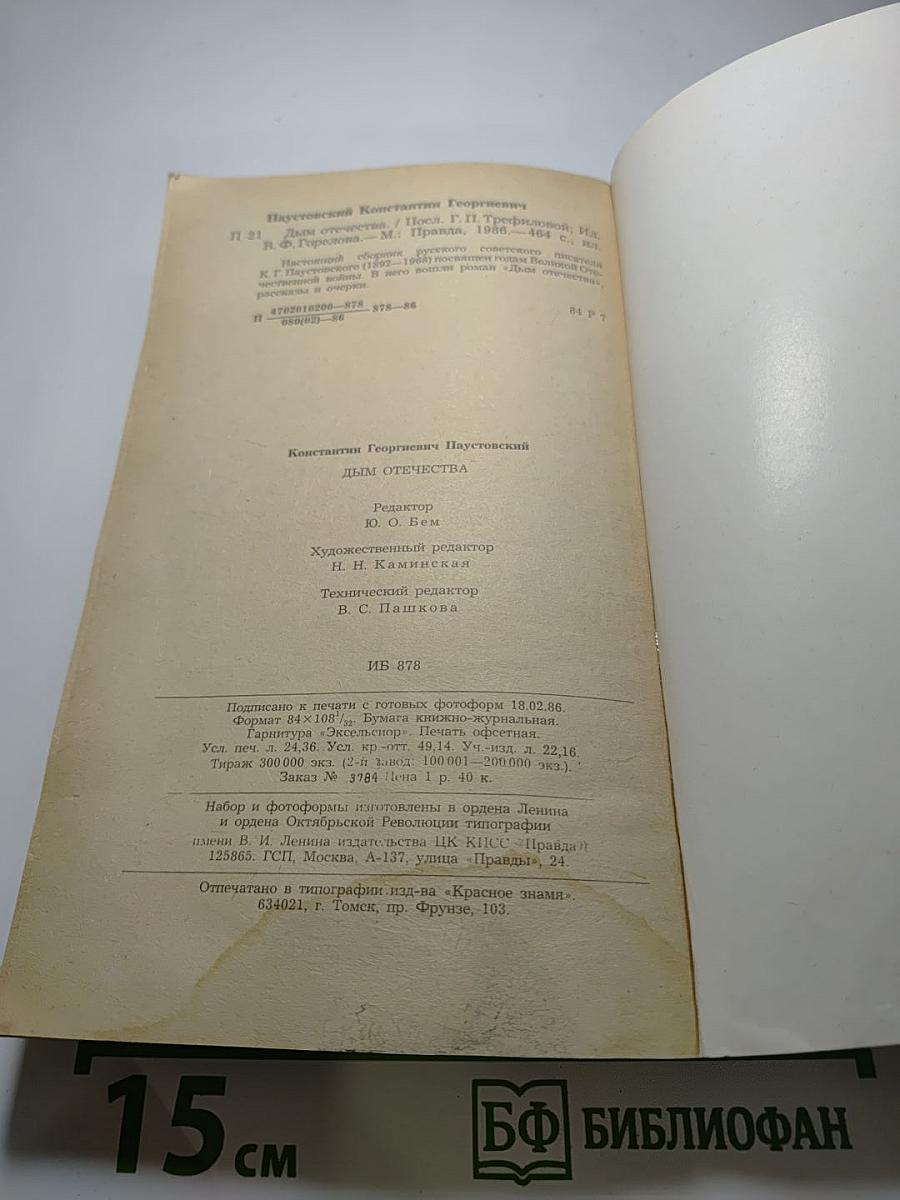 Паустовский Константин Георгиевич
П 21 Дым отечества. / Посл. Г. П. Трефиловой; Ил.
В. Ф. Горелова.— М.: Правда, 1986.— 464 с., ил.
Настоящий сборник русского советского писателя
К. Г. Паустовского (1892—1968) посвящен годам Великой Оте-
чественной войны. В него вошли роман «Дым отечества»,
рассказы и очерки.
П 4702010200—878 878—86 84 Р 7
080(02)—86
Константин Георгиевич Паустовский
ДЫМ ОТЕЧЕСТВА
Редактор
Ю. О. Бем
Художественный редактор
Н. Н. Каминская
Технический редактор
В. С. Пашкова
ИБ 878
Подписано к печати с готовых фотоформ 18.02.86.
Формат 84×108¹/₃₂. Бумага книжно-журнальная.
Гарнитура «Эксельсиор». Печать офсетная.
Усл. печ. л. 24,36. Усл. кр.-отт. 49,14. Уч.-изд. л. 22,16.
Тираж 300 000 экз. (2-й завод: 100 001—200 000 экз.).
Заказ № 3784 Цена 1 р. 40 к.
Набор и фотоформы изготовлены в ордена Ленина
и ордена Октябрьской Революции типографии
имени В. И. Ленина издательства ЦК КПСС «Правда»
125865. ГСП, Москва, А-137, улица «Правды», 24.
Отпечатано в типографии изд-ва «Красное знамя».
634021, г. Томск, пр. Фрунзе, 103.
15 см
БФ БИБЛИОФАН